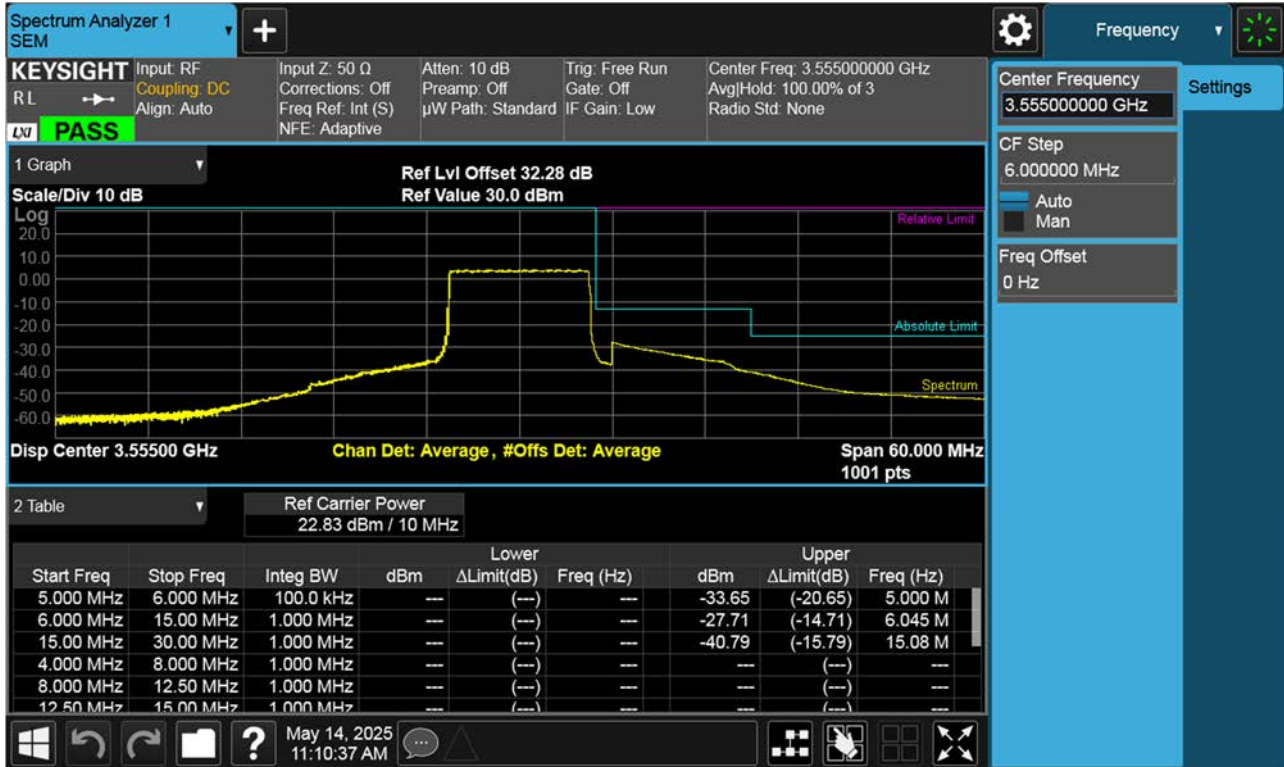 Spectrum Analyzer 1
SEM
+
Frequency
KEYSIGHT
RL
LXI
PASS
Input: RF
Coupling: DC
Align: Auto
Input Z: 50 Ω
Corrections: Off
Freq Ref: Int (S)
NFE: Adaptive
Atten: 10 dB
Preamp: Off
µW Path: Standard
Trig: Free Run
Gate: Off
IF Gain: Low
Center Freq: 3.555000000 GHz
Avg|Hold: 100.00% of 3
Radio Std: None
Center Frequency
3.555000000 GHz
Settings
CF Step
6.000000 MHz
Auto
Man
Freq Offset
0 Hz
1 Graph
Ref Lvl Offset 32.28 dB
Scale/Div 10 dB
Ref Value 30.0 dBm
Log
Relative Limit
20.0
10.0
0.00
-10.0
-20.0
Absolute Limit
-30.0
-40.0
Spectrum
-50.0
-60.0
Disp Center 3.55500 GHz
Chan Det: Average, #Offs Det: Average
Span 60.000 MHz
1001 pts
2 Table
Ref Carrier Power
22.83 dBm / 10 MHz
Lower Upper
Start Freq Stop Freq Integ BW dBm ΔLimit(dB) Freq (Hz) dBm ΔLimit(dB) Freq (Hz)
5.000 MHz 6.000 MHz 100.0 kHz --- (---) --- -33.65 (-20.65) 5.000 M
6.000 MHz 15.00 MHz 1.000 MHz --- (---) --- -27.71 (-14.71) 6.045 M
15.00 MHz 30.00 MHz 1.000 MHz --- (---) --- -40.79 (-15.79) 15.08 M
4.000 MHz 8.000 MHz 1.000 MHz --- (---) --- --- (---) ---
8.000 MHz 12.50 MHz 1.000 MHz --- (---) --- --- (---) ---
12.50 MHz 15.00 MHz 1.000 MHz --- (---) --- --- (---) ---
?
May 14, 2025
11:10:37 AM